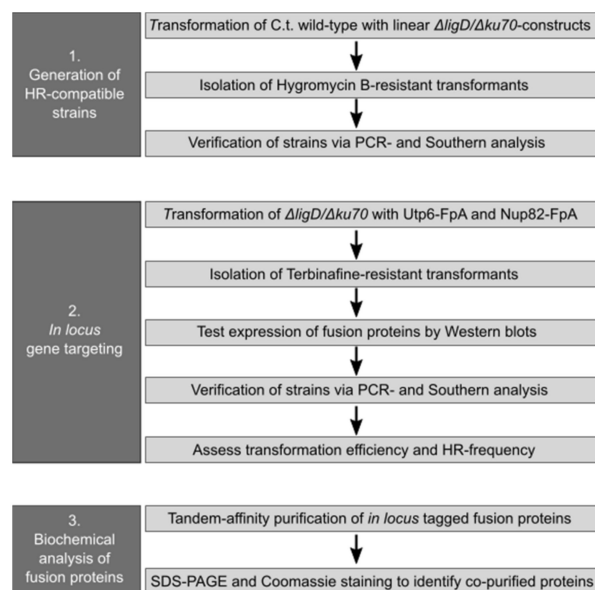 1.
Generation of
HR-compatible
strains
Transformation of C.t. wild-type with linear ΔligD/Δku70-constructs
Isolation of Hygromycin B-resistant transformants
Verification of strains via PCR- and Southern analysis
2.
In locus
gene targeting
Transformation of ΔligD/Δku70 with Utp6-FpA and Nup82-FpA
Isolation of Terbinafine-resistant transformants
Test expression of fusion proteins by Western blots
Verification of strains via PCR- and Southern analysis
Assess transformation efficiency and HR-frequency
3.
Biochemical
analysis of
fusion proteins
Tandem-affinity purification of in locus tagged fusion proteins
SDS-PAGE and Coomassie staining to identify co-purified proteins